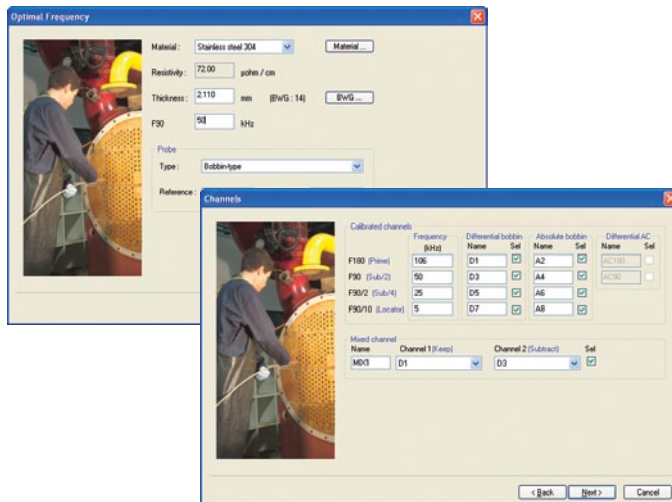 Optimal Frequency
Material : Stainless steel 304 Material ...
Resistivity : 72.00 µohm / cm
Thickness : 2.110 mm (BWG : 14) BWG ...
F90 50 kHz
Probe
Type : Bobbin-type
Reference :
Channels
Calibrated channels
Frequency (kHz) Differential bobbin Name Sel Absolute bobbin Name Sel Differential AC Name Sel
F180 (Prime) 106 D1 A2 AC180
F90 (Sub/2) 50 D3 A4 AC90
F90/2 (Sub/4) 25 D5 A6
F90/10 (Locator) 5 D7 A8
Mixed channel
Name Channel 1 (Keep) Channel 2 (Subtract) Sel
MIX1 D1 D3
< Back Next > Cancel